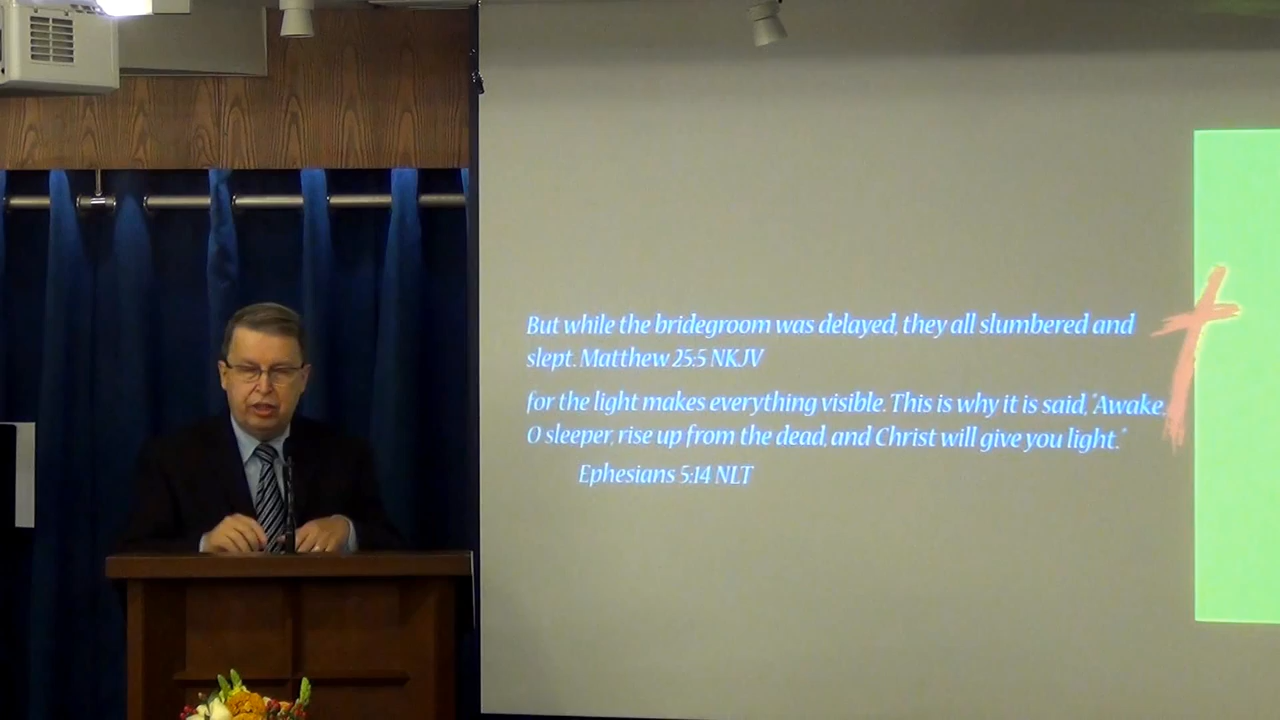 But while the bridegroom was delayed, they all slumbered and
slept. Matthew 25:5 NKJV
for the light makes everything visible. This is why it is said, "Awake,
O sleeper, rise up from the dead, and Christ will give you light."
Ephesians 5:14 NLT